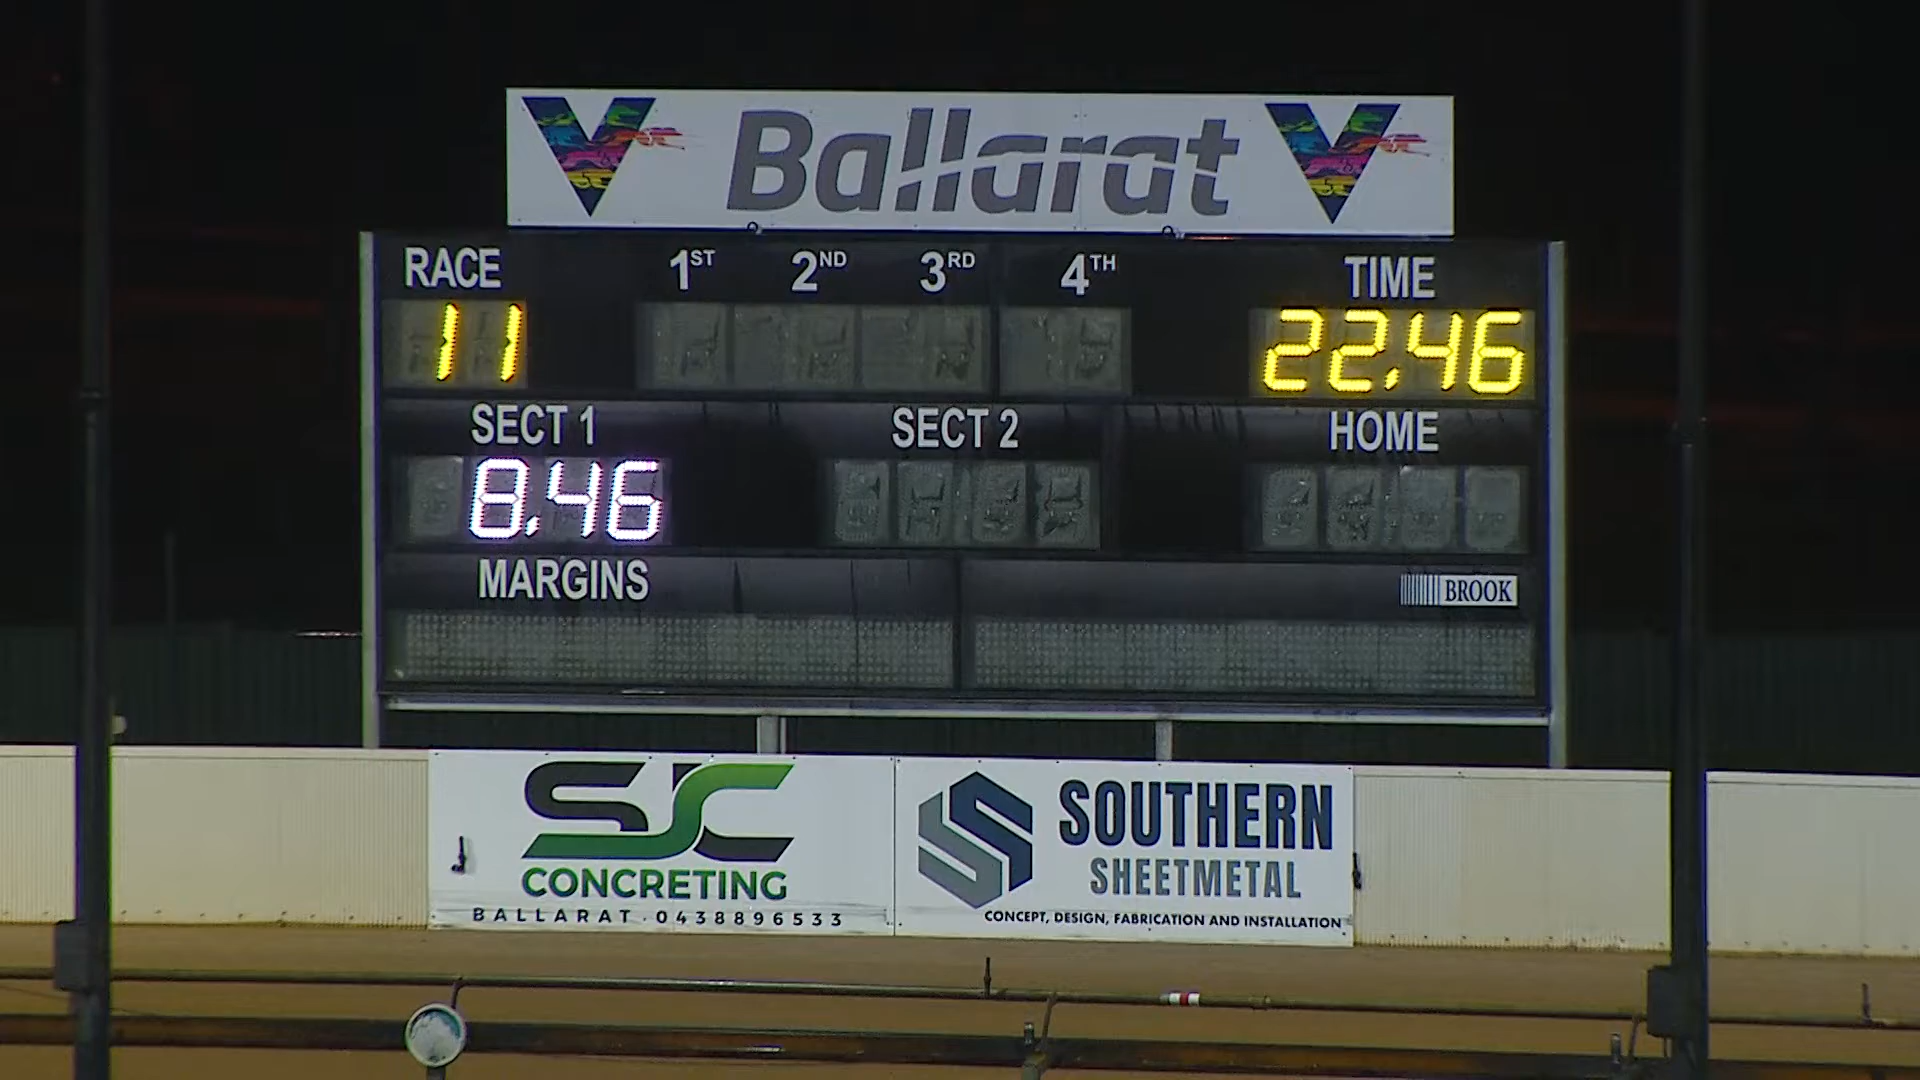 Ballarat
RACE 1ST 2ND 3RD 4TH TIME
11 22.46
SECT 1 SECT 2 HOME
8.46
MARGINS BROOK
SJC
CONCRETING
BALLARAT. 0438896533
SOUTHERN
SHEETMETAL
CONCEPT, DESIGN, FABRICATION AND INSTALLATION